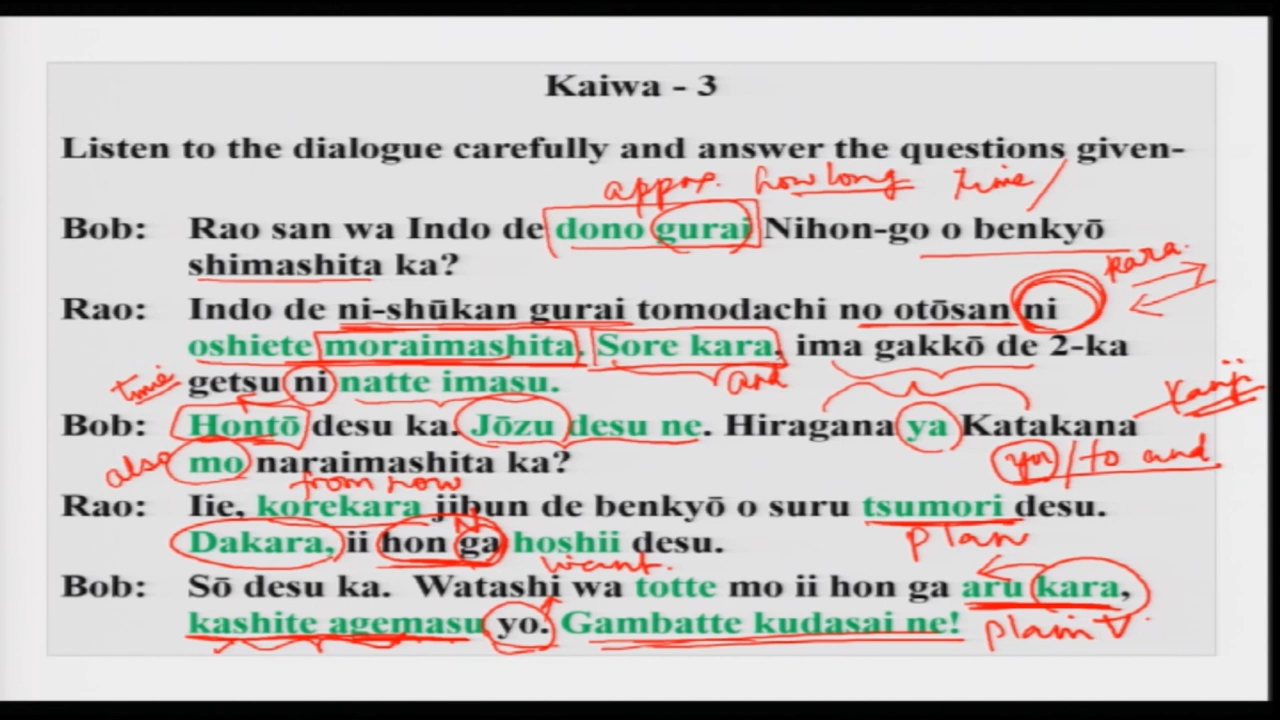 Kaiwa - 3
Listen to the dialogue carefully and answer the questions given-
appx. how long time/
Bob: Rao san wa Indo de dono gurai Nihon-go o benkyō
shimashita ka?
kara.
Rao: Indo de ni-shūkan gurai tomodachi no otōsan ni
oshiete moraimashita. Sore kara, ima gakkō de 2-ka
time getsu ni natte imasu. and
Kanji
Bob: Hontō desu ka. Jōzu desu ne. Hiragana ya Katakana
also mo naraimashita ka? ya/to and
from now
Rao: Iie, korekara jibun de benkyō o suru tsumori desu.
Dakara, ii hon ga hoshii desu. plan
want.
Bob: Sō desu ka. Watashi wa totte mo ii hon ga aru kara,
kashite agemasu yo. Gambatte kudasai ne! plain V